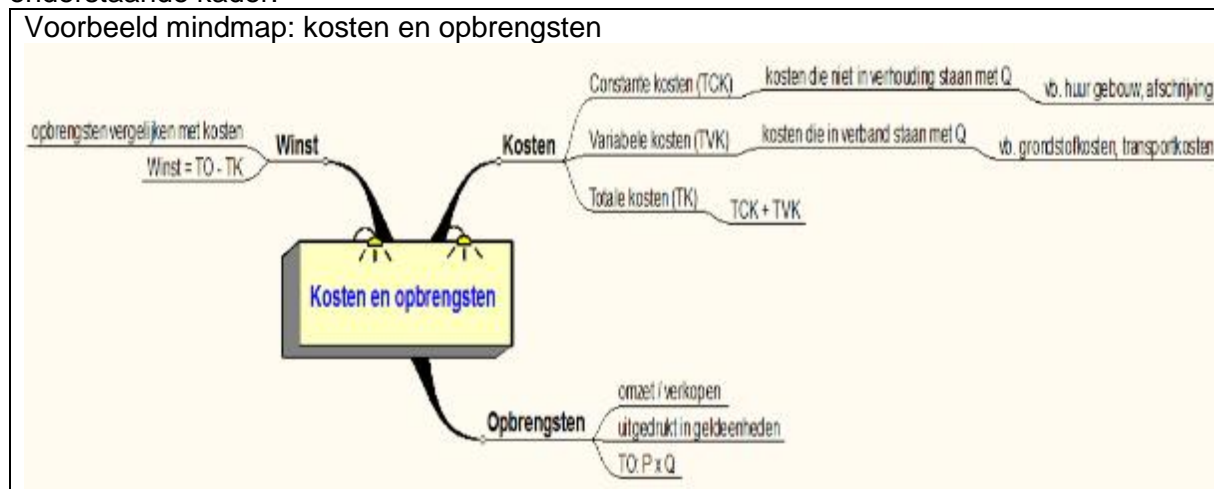 onderstaande kader.
Voorbeeld mindmap: kosten en opbrengsten
opbrengsten vergelijken met kosten
Winst = TO - TK
Winst
Kosten
Constante kosten (TCK)
kosten die niet in verhouding staan met Q
vb. huur gebouw, afschrijving
Variabele kosten (TVK)
kosten die in verband staan met Q
vb. grondstofkosten, transportkosten
Totale kosten (TK)
TCK + TVK
Kosten en opbrengsten
Opbrengsten
omzet / verkopen
uitgedrukt in geldeenheden
TO: P x Q